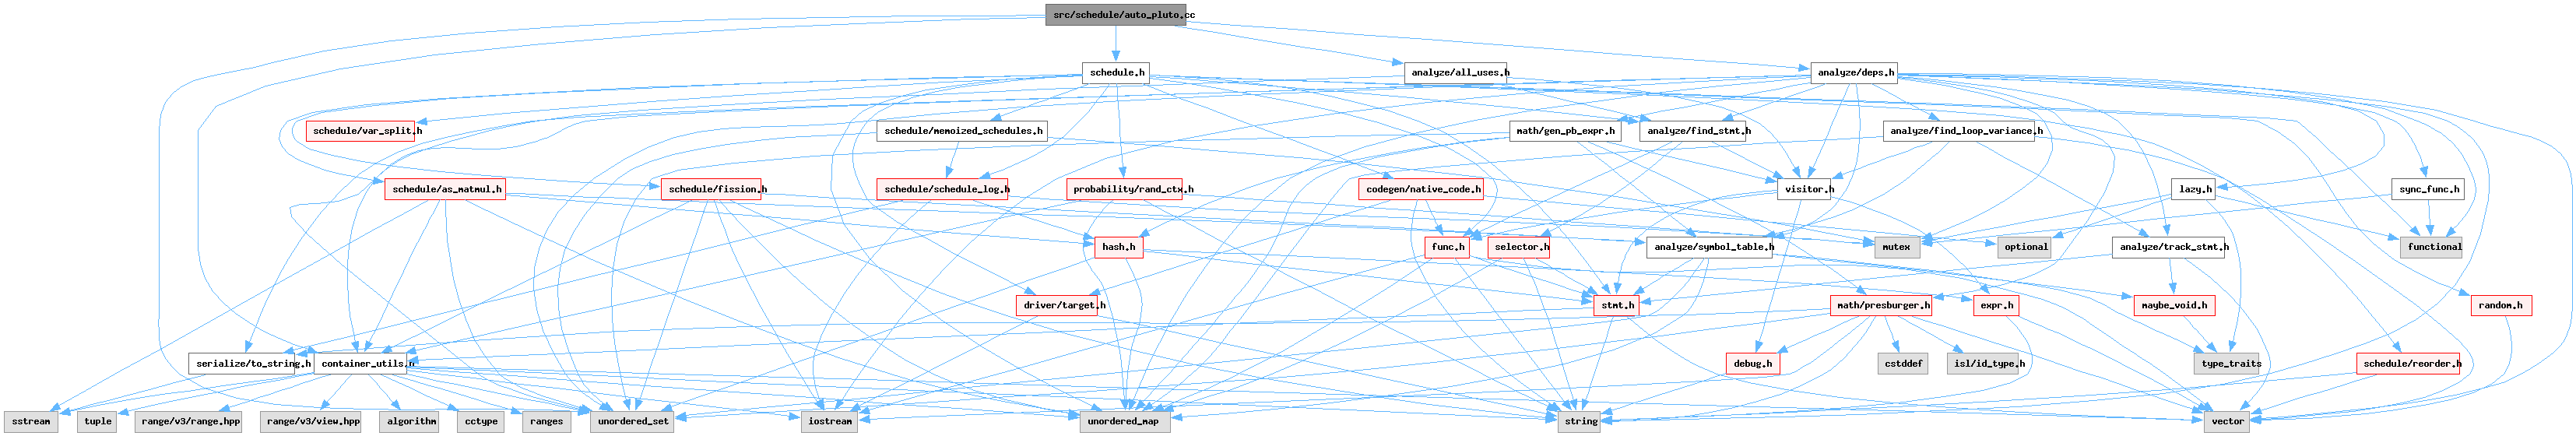 src/schedule/auto_pluto.cc
schedule.h
analyze/all_uses.h
analyze/deps.h
schedule/var_split.h
schedule/memoized_schedules.h
math/gen_pb_expr.h
analyze/find_stmt.h
analyze/find_loop_variance.h
schedule/as_matmul.h
schedule/fission.h
schedule/schedule_log.h
probability/rand_ctx.h
codegen/native_code.h
visitor.h
lazy.h
sync_func.h
hash.h
func.h
selector.h
analyze/symbol_table.h
mutex
optional
analyze/track_stmt.h
functional
driver/target.h
stmt.h
math/presburger.h
expr.h
maybe_void.h
random.h
serialize/to_string.h
container_utils.h
debug.h
cstddef
isl/id_type.h
type_traits
schedule/reorder.h
sstream
tuple
range/v3/range.hpp
range/v3/view.hpp
algorithm
cctype
ranges
unordered_set
iostream
unordered_map
string
vector